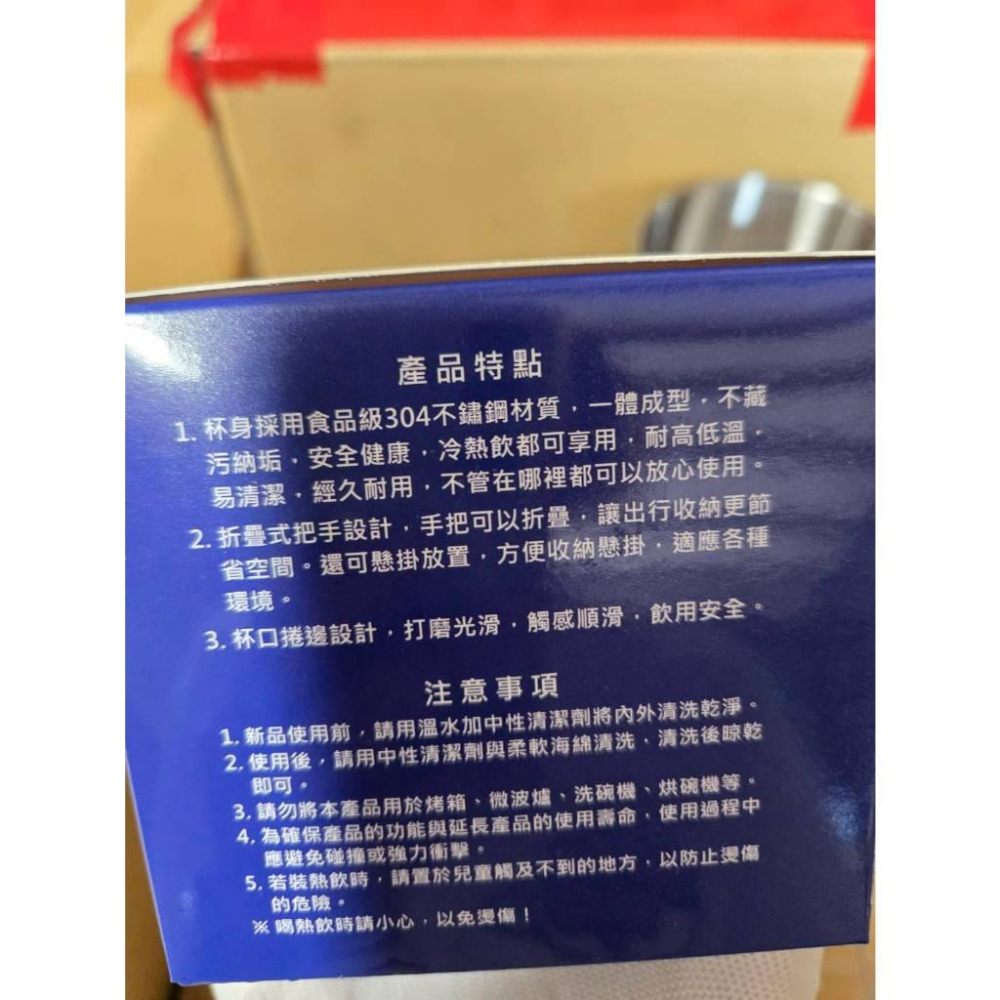 產品特點
1. 杯身採用食品級304不鏽鋼材質，一體成型，不藏
污納垢，安全健康，冷熱飲都可享用，耐高低溫，
易清潔，經久耐用，不管在哪裡都可以放心使用。
2. 折疊式把手設計，手把可以折疊，讓出行收納更節
省空間。還可懸掛放置，方便收納懸掛，適應各種
環境。
3. 杯口捲邊設計，打磨光滑，觸感順滑，飲用安全。
注意事項
1. 新品使用前，請用溫水加中性清潔劑將內外清洗乾淨。
2. 使用後，請用中性清潔劑與柔軟海綿清洗，清洗後晾乾
即可。
3. 請勿將本產品用於烤箱、微波爐、洗碗機、烘碗機等。
4. 為確保產品的功能與延長產品的使用壽命，使用過程中
應避免碰撞或強力衝擊。
5. 若裝熱飲時，請置於兒童觸及不到的地方，以防止燙傷
的危險。
※ 喝熱飲時請小心，以免燙傷！